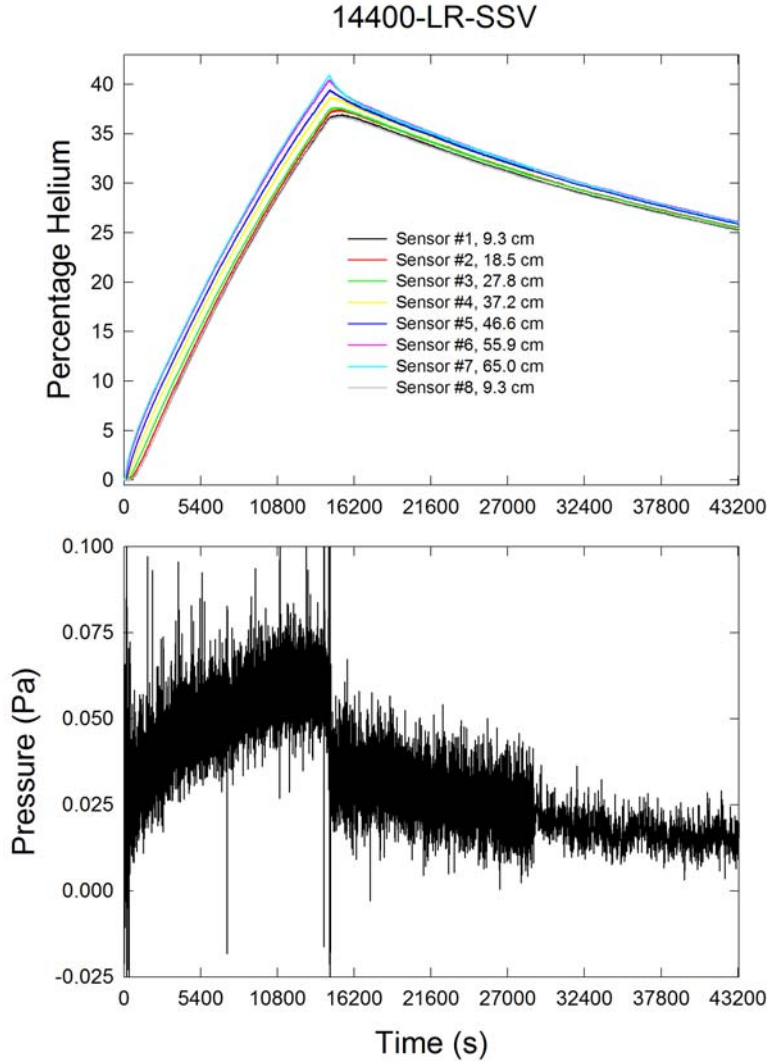 14400-LR-SSV
Percentage Helium
40
35
30
25
20
15
10
5
0
Sensor #1, 9.3 cm
Sensor #2, 18.5 cm
Sensor #3, 27.8 cm
Sensor #4, 37.2 cm
Sensor #5, 46.6 cm
Sensor #6, 55.9 cm
Sensor #7, 65.0 cm
Sensor #8, 9.3 cm
0 5400 10800 16200 21600 27000 32400 37800 43200
Pressure (Pa)
0.100
0.075
0.050
0.025
0.000
-0.025
0 5400 10800 16200 21600 27000 32400 37800 43200
Time (s)